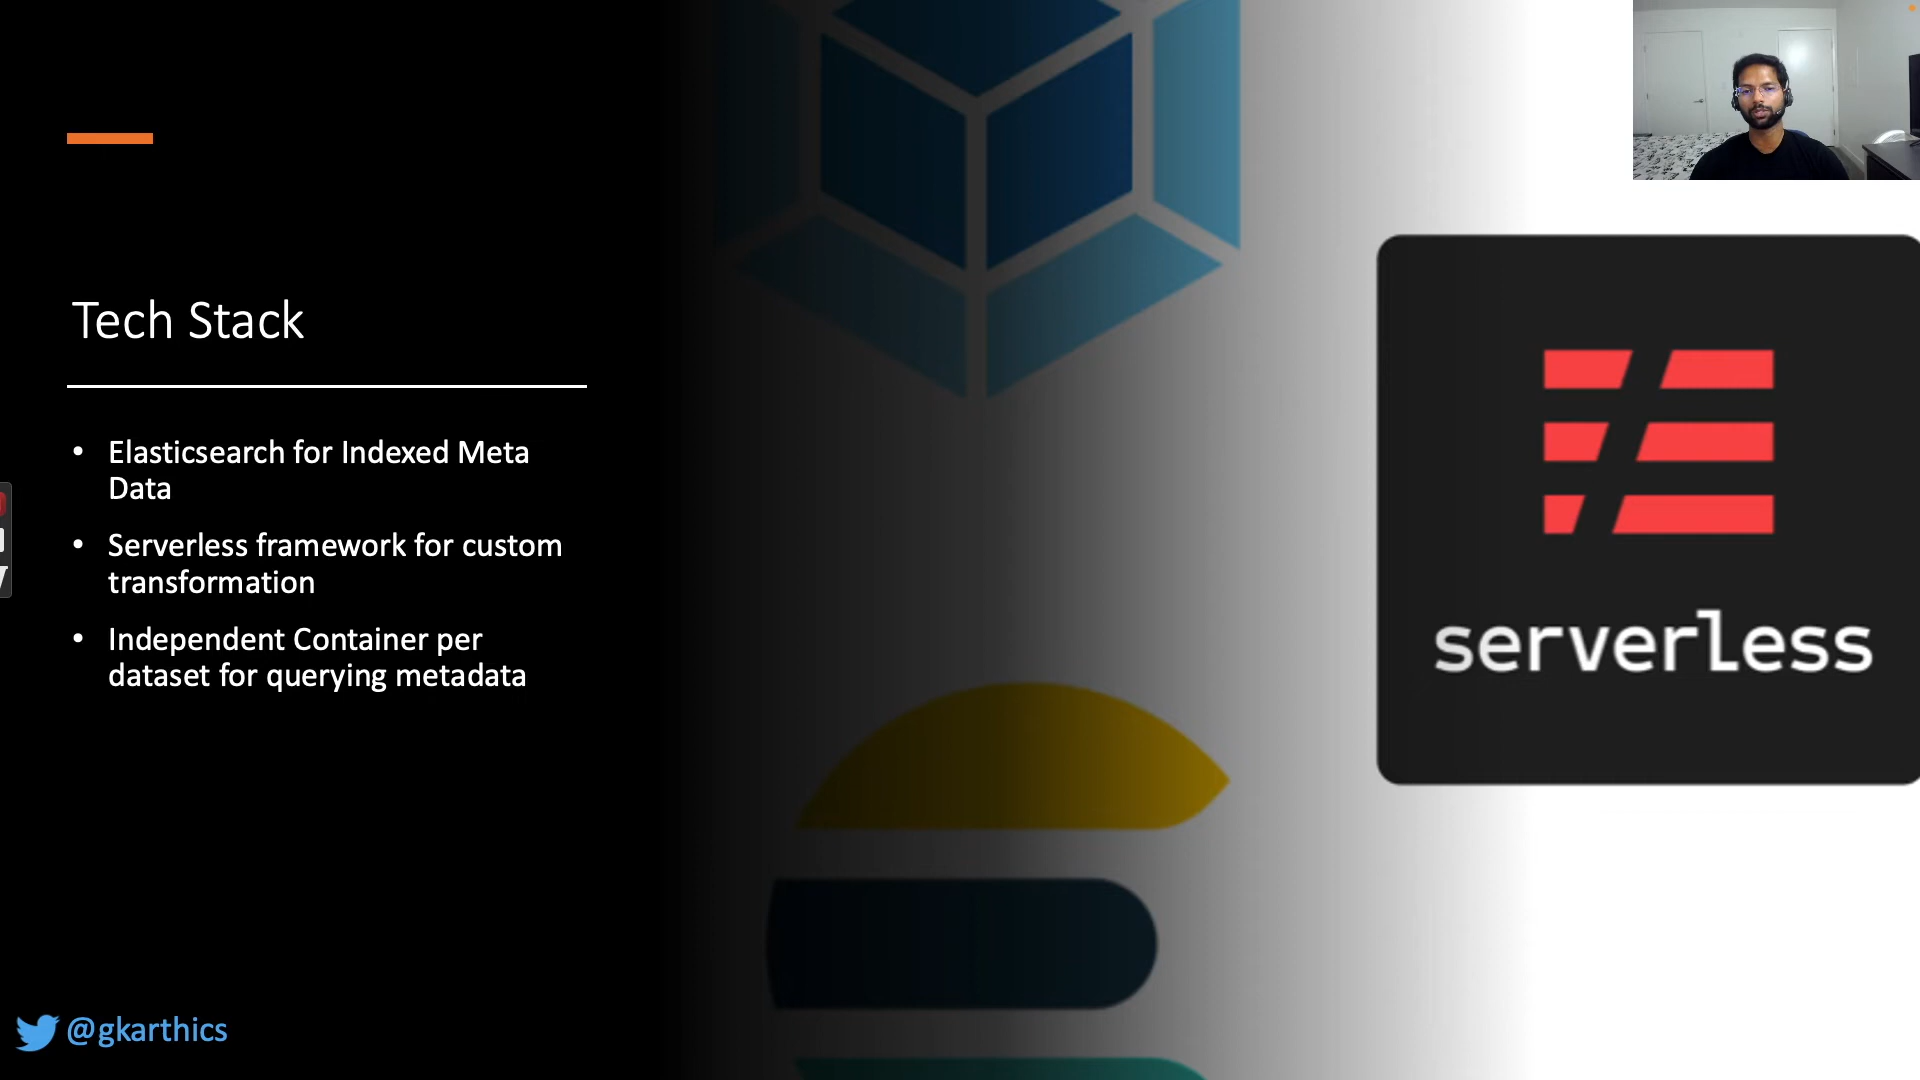 Tech Stack
• Elasticsearch for Indexed Meta
Data
• Serverless framework for custom
transformation
• Independent Container per
dataset for querying metadata
serverless
@gkarthics